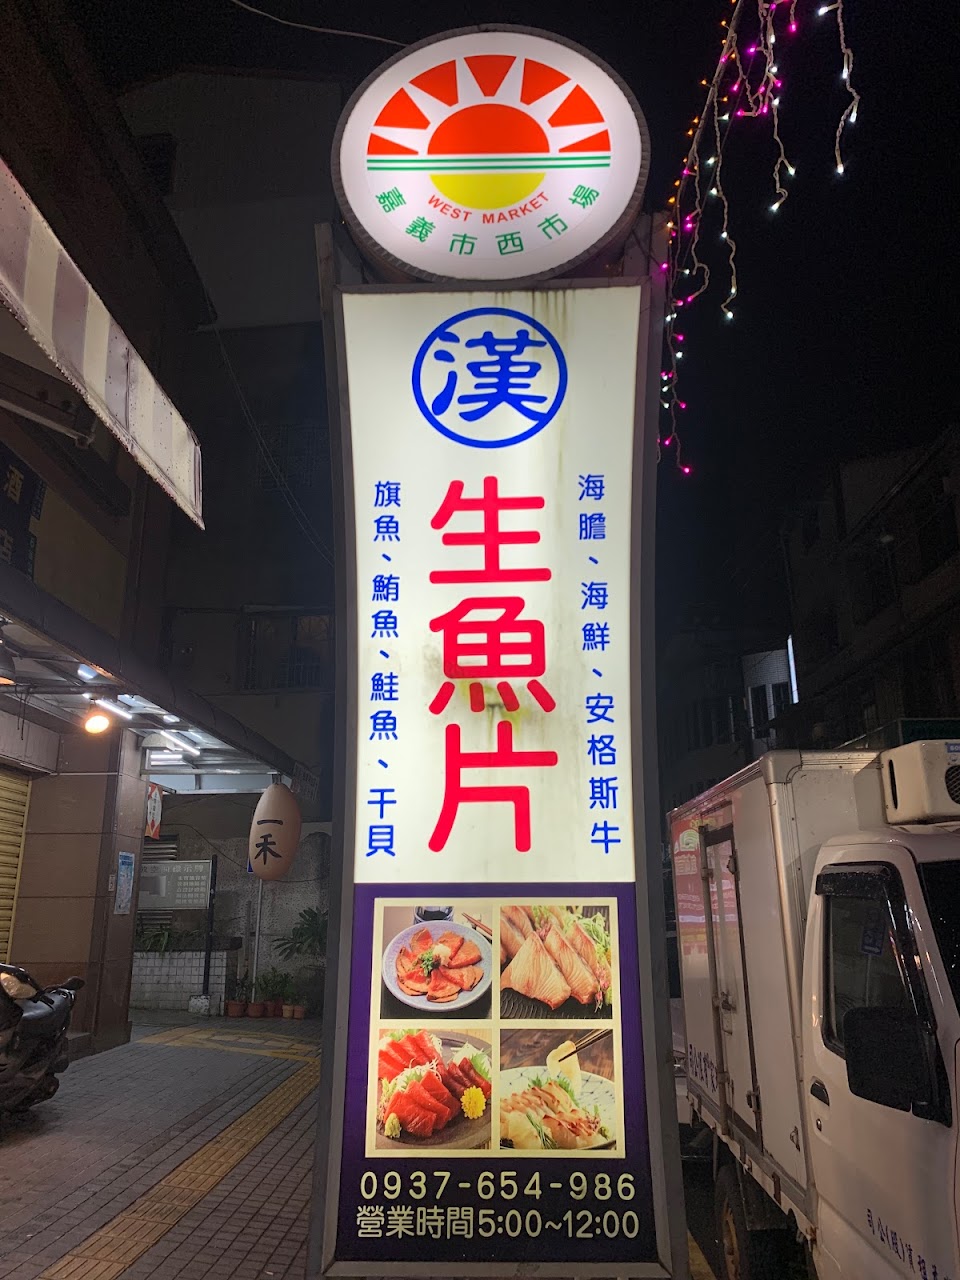 WEST MARKET
嘉義市西市場
漢
生魚片
海膽、海鮮、安格斯牛
旗魚、鮪魚、鮭魚、干貝
0937-654-986
營業時間5:00~12:00
一禾
酒店